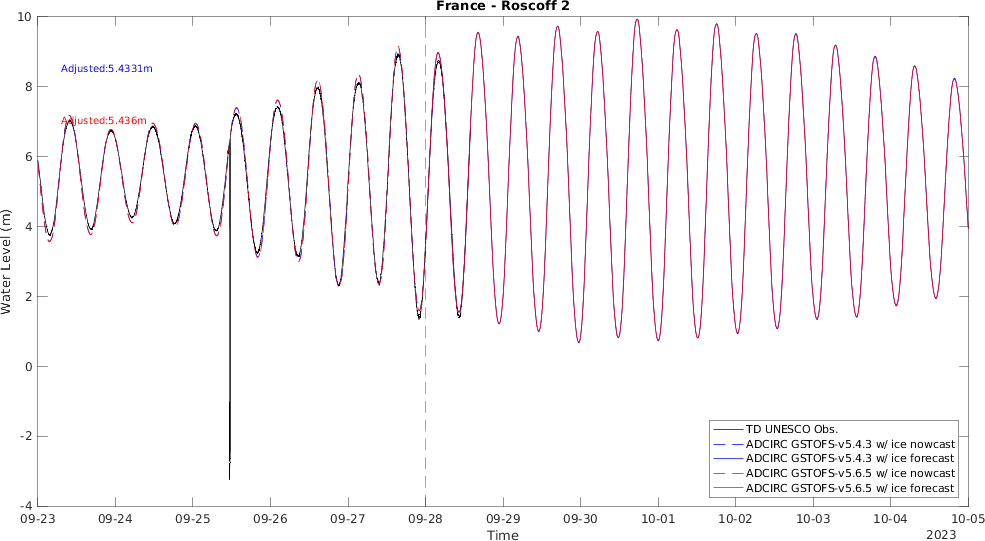 France - Roscoff 2
10
8
6
4
2
0
-2
-4
Water Level (m)
Adjusted:5.4331m
Adjusted:5.436m
TD UNESCO Obs.
ADCIRC GSTOFS-v5.4.3 w/ ice nowcast
ADCIRC GSTOFS-v5.4.3 w/ ice forecast
ADCIRC GSTOFS-v5.6.5 w/ ice nowcast
ADCIRC GSTOFS-v5.6.5 w/ ice forecast
09-23 09-24 09-25 09-26 09-27 09-28 09-29 09-30 10-01 10-02 10-03 10-04 10-05
Time
2023